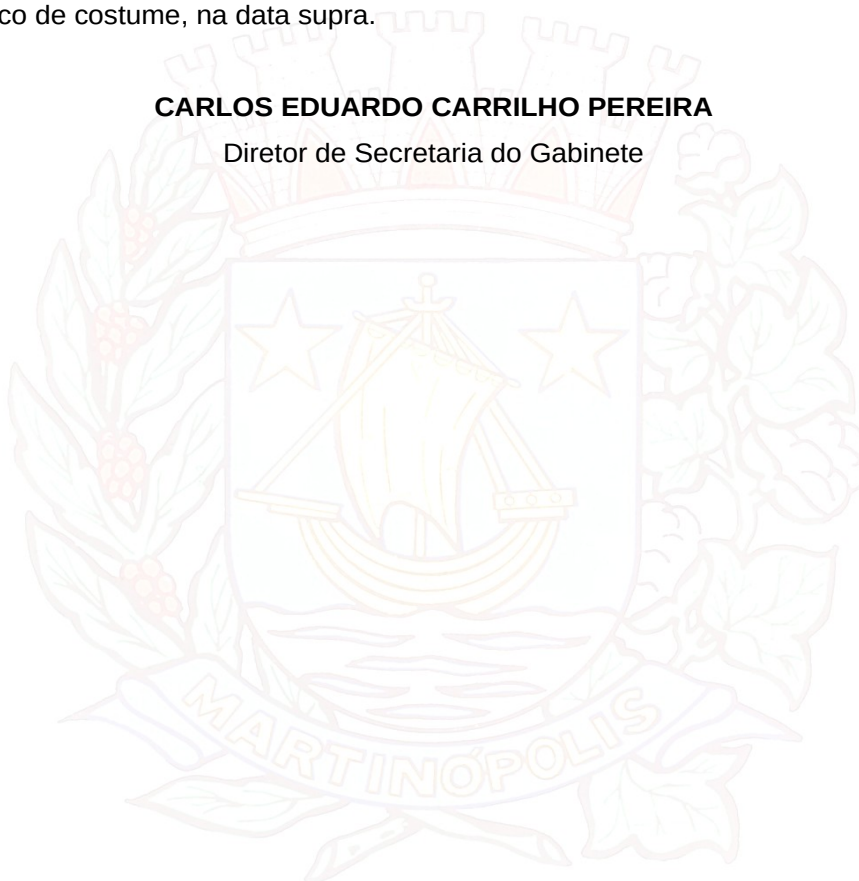 co de costume, na data supra.
CARLOS EDUARDO CARRILHO PEREIRA
Diretor de Secretaria do Gabinete
MARTINÓPOLIS